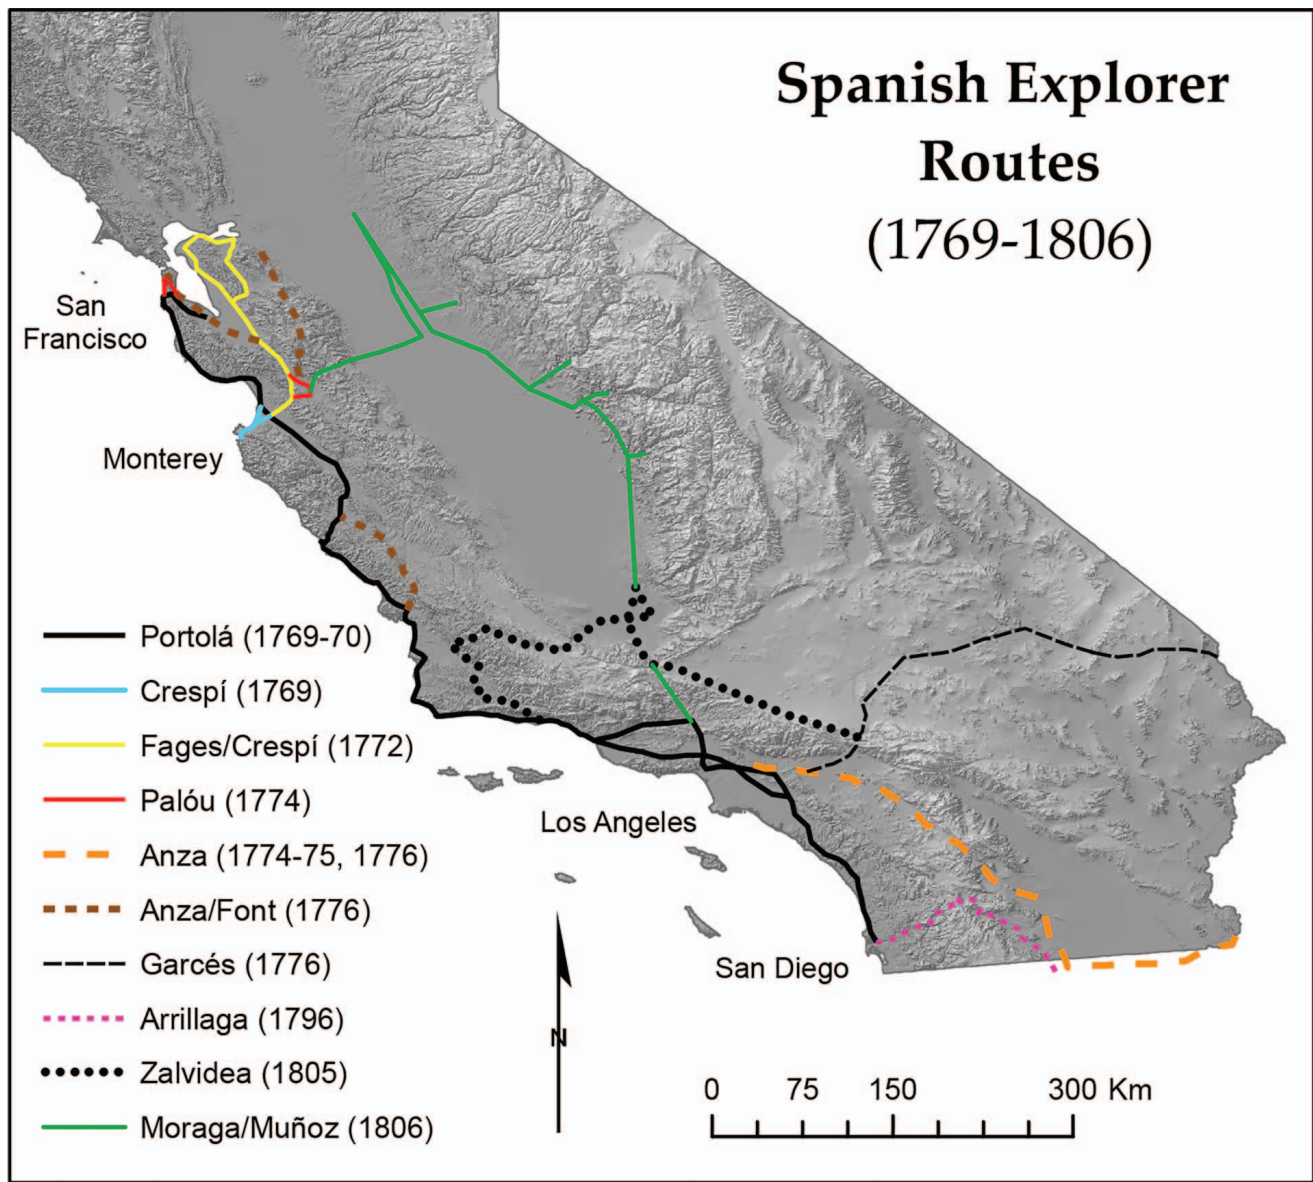 Spanish Explorer
Routes
(1769-1806)
San
Francisco
Monterey
Los Angeles
San Diego
Portolá (1769-70)
Crespí (1769)
Fages/Crespí (1772)
Palóu (1774)
Anza (1774-75, 1776)
Anza/Font (1776)
Garcés (1776)
Arrillaga (1796)
Zalvidea (1805)
Moraga/Muñoz (1806)
N
0 75 150 300 Km